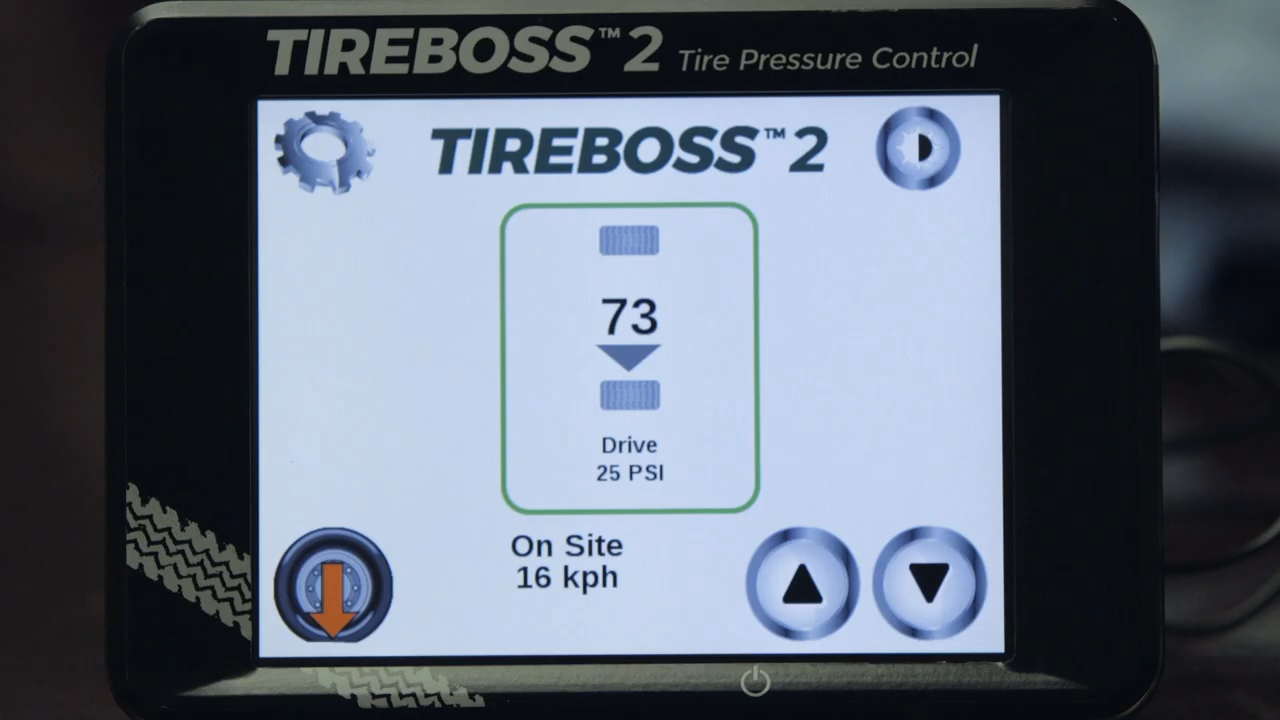 TIREBOSS™ 2 Tire Pressure Control
TIREBOSS™ 2
73
Drive
25 PSI
On Site
16 kph